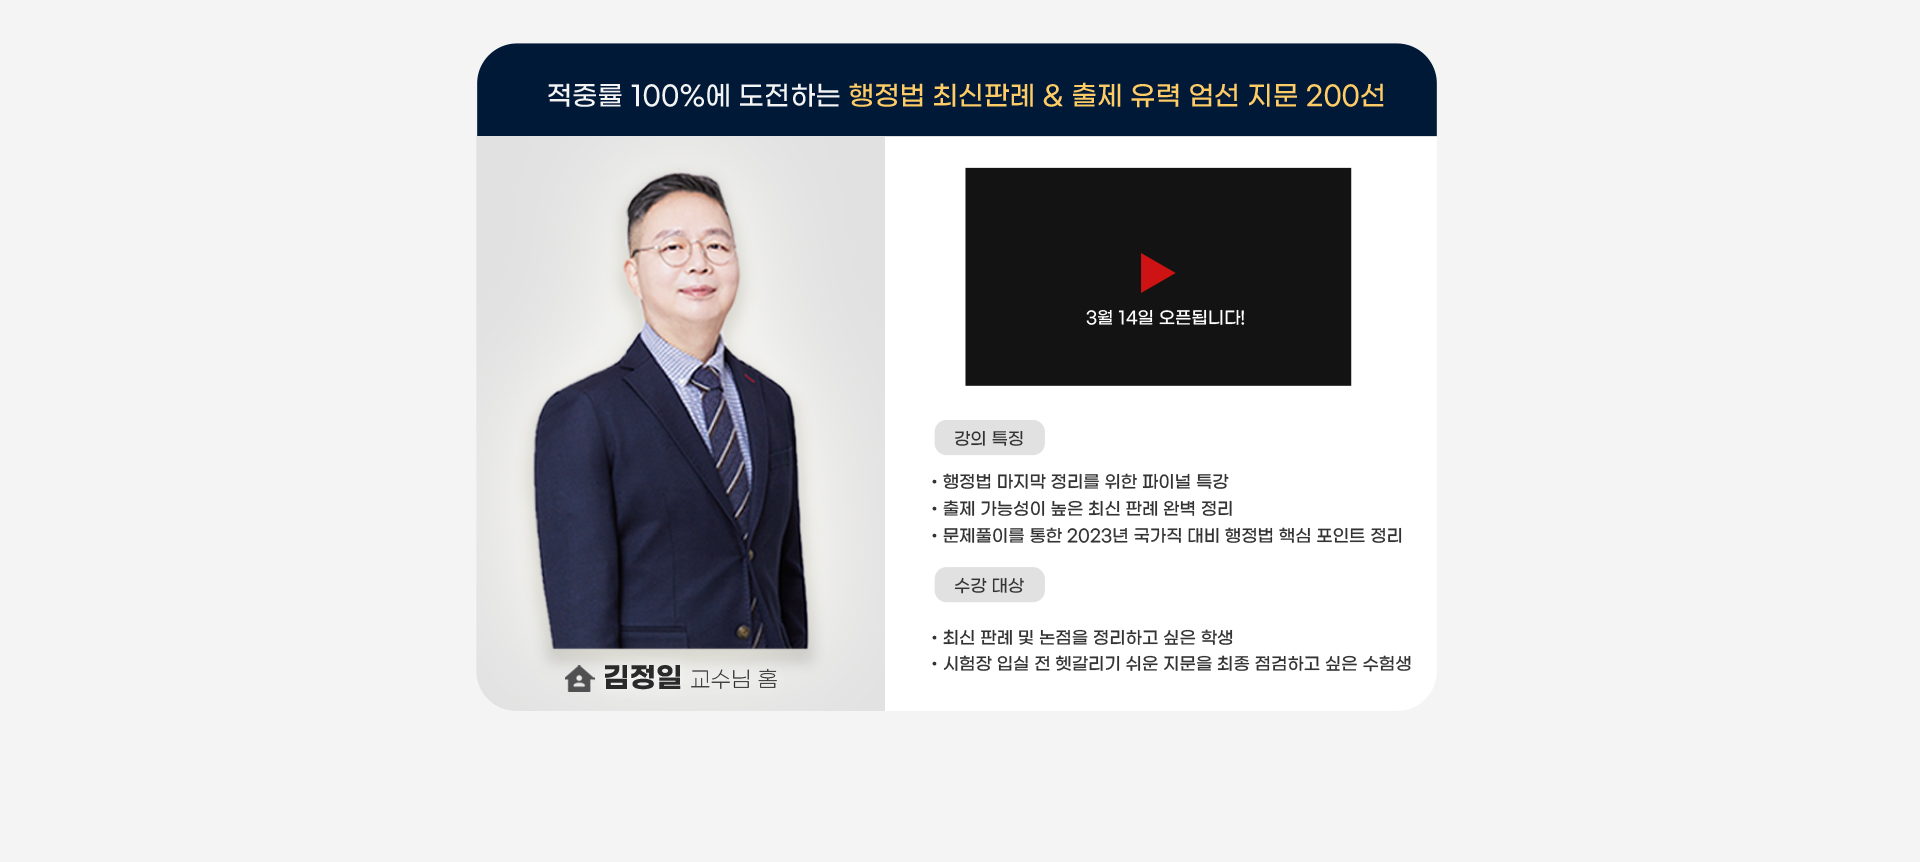 적중률 100%에 도전하는 행정법 최신판례 & 출제 유력 엄선 지문 200선
3월 14일 오픈됩니다!
강의 특징
• 행정법 마지막 정리를 위한 파이널 특강
• 출제 가능성이 높은 최신 판례 완벽 정리
• 문제풀이를 통한 2023년 국가직 대비 행정법 핵심 포인트 정리
수강 대상
• 최신 판례 및 논점을 정리하고 싶은 학생
• 시험장 입실 전 헷갈리기 쉬운 지문을 최종 점검하고 싶은 수험생
김정일 교수님 홈